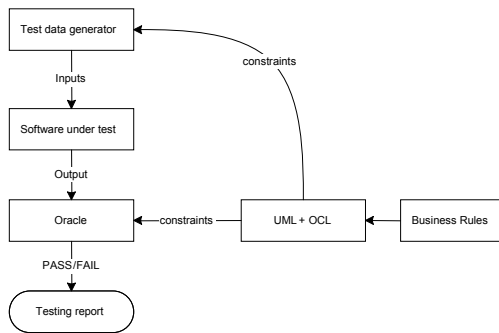 Test data generator
constraints
Inputs
Software under test
Output
Oracle
constraints
UML + OCL
Business Rules
PASS/FAIL
Testing report